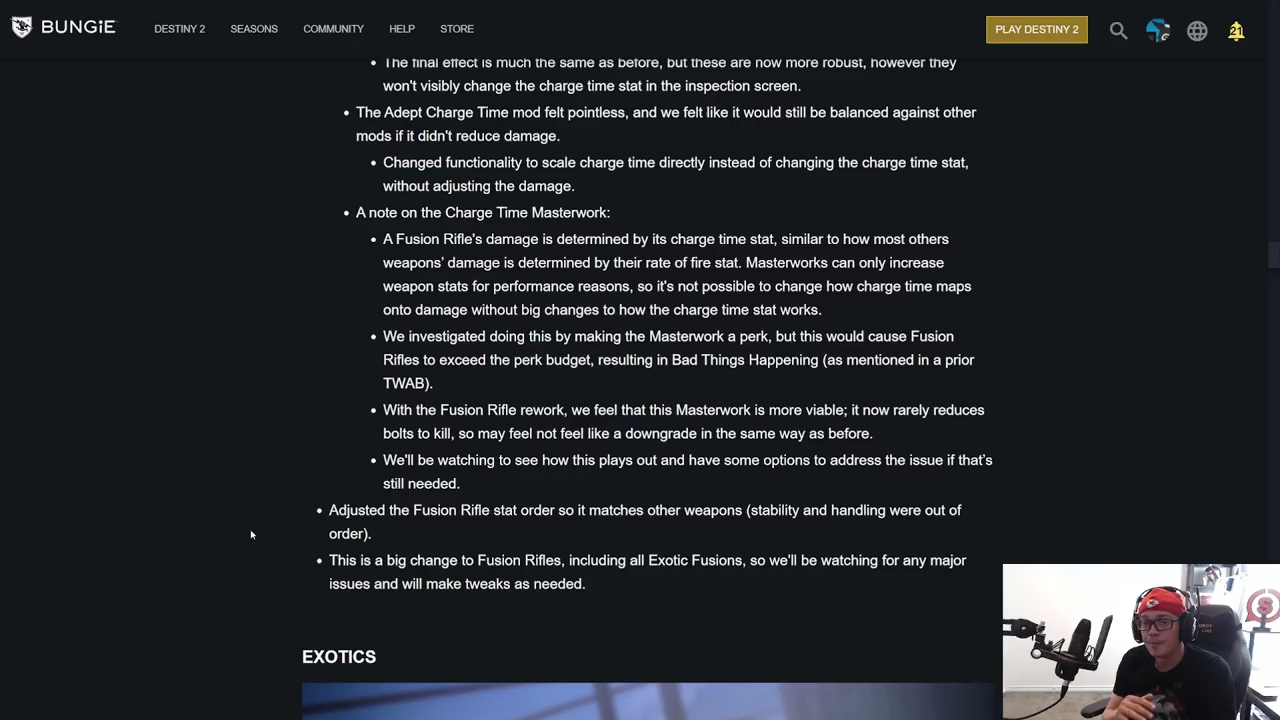 BUNGiE
DESTINY 2
SEASONS
COMMUNITY
HELP
STORE
PLAY DESTINY 2
21
The final effect is much the same as before, but these are now more robust, however they
won't visibly change the charge time stat in the inspection screen.
The Adept Charge Time mod felt pointless, and we felt like it would still be balanced against other
mods if it didn't reduce damage.
Changed functionality to scale charge time directly instead of changing the charge time stat,
without adjusting the damage.
A note on the Charge Time Masterwork:
A Fusion Rifle's damage is determined by its charge time stat, similar to how most others
weapons' damage is determined by their rate of fire stat. Masterworks can only increase
weapon stats for performance reasons, so it's not possible to change how charge time maps
onto damage without big changes to how the charge time stat works.
We investigated doing this by making the Masterwork a perk, but this would cause Fusion
Rifles to exceed the perk budget, resulting in Bad Things Happening (as mentioned in a prior
TWAB).
With the Fusion Rifle rework, we feel that this Masterwork is more viable; it now rarely reduces
bolts to kill, so may feel not feel like a downgrade in the same way as before.
We'll be watching to see how this plays out and have some options to address the issue if that’s
still needed.
Adjusted the Fusion Rifle stat order so it matches other weapons (stability and handling were out of
order).
This is a big change to Fusion Rifles, including all Exotic Fusions, so we'll be watching for any major
issues and will make tweaks as needed.
EXOTICS